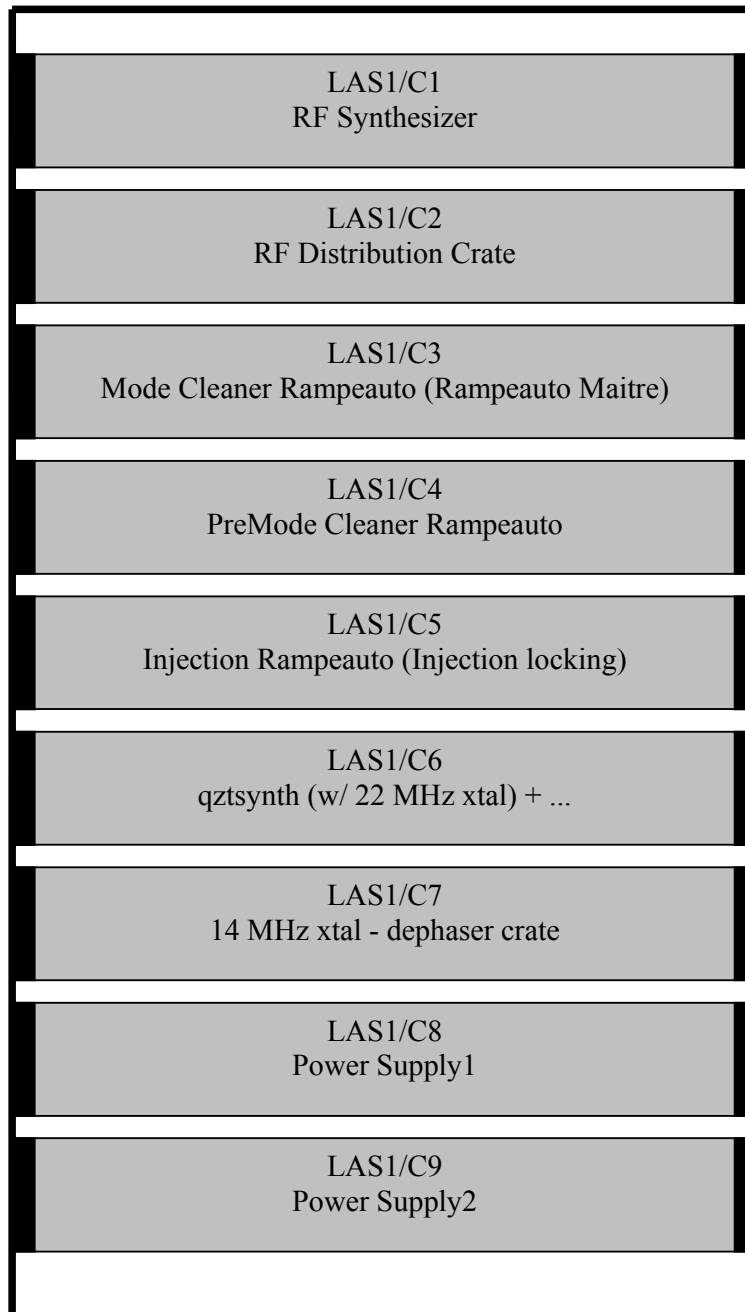 LAS1/C1
RF Synthesizer
LAS1/C2
RF Distribution Crate
LAS1/C3
Mode Cleaner Rampeauto (Rampeauto Maitre)
LAS1/C4
PreMode Cleaner Rampeauto
LAS1/C5
Injection Rampeauto (Injection locking)
LAS1/C6
qztsynth (w/ 22 MHz xtal) + ...
LAS1/C7
14 MHz xtal - dephaser crate
LAS1/C8
Power Supply1
LAS1/C9
Power Supply2